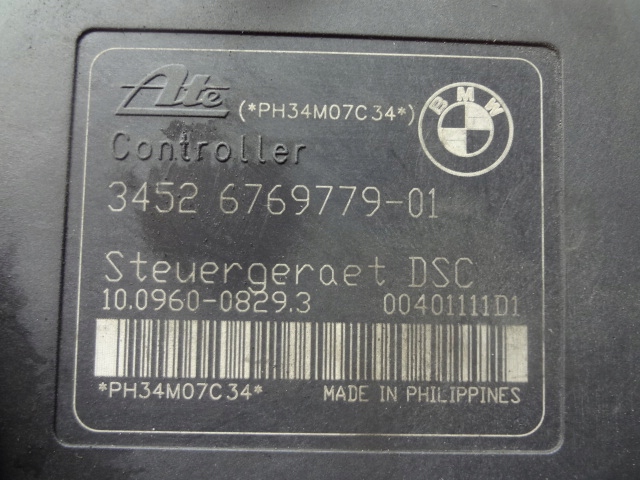 Ate (*PH34M07C34*)
BMW
Controller
3452 6769779-01
Steuergeraet DSC
10.0960-0829.3 00401111D1
*PH34M07C34* MADE IN PHILIPPINES